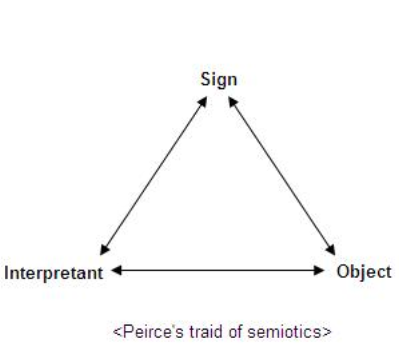 Sign
Interpretant Object
<Peirce's traid of semiotics>